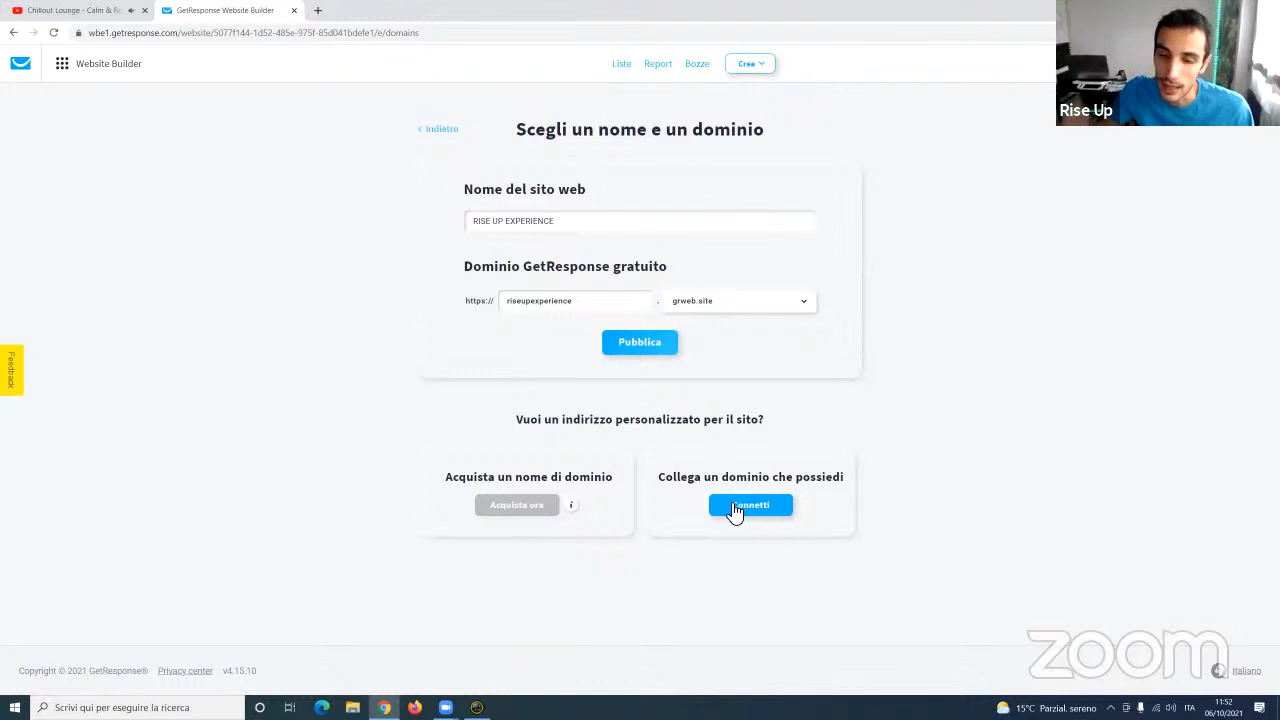 Chillout Lounge - Calm & Re
GetResponse Website Builder
wbe1.getresponse.com/website/5077f144-1d52-485e-975f-85d041bdefe1/e/domains
Website Builder
Liste
Report
Bozze
Crea
Rise Up
Indietro
Scegli un nome e un dominio
Nome del sito web
RISE UP EXPERIENCE
Dominio GetResponse gratuito
https://
riseupexperience
.
grweb.site
Pubblica
Feedback
Vuoi un indirizzo personalizzato per il sito?
Acquista un nome di dominio
Collega un dominio che possiedi
Acquista ora
i
Connetti
zoom
Copyright © 2021 GetResponse®
Privacy center
v4.15.10
Italiano
Scrivi qui per eseguire la ricerca
15°C Parzial. sereno
ITA
11:52
06/10/2021